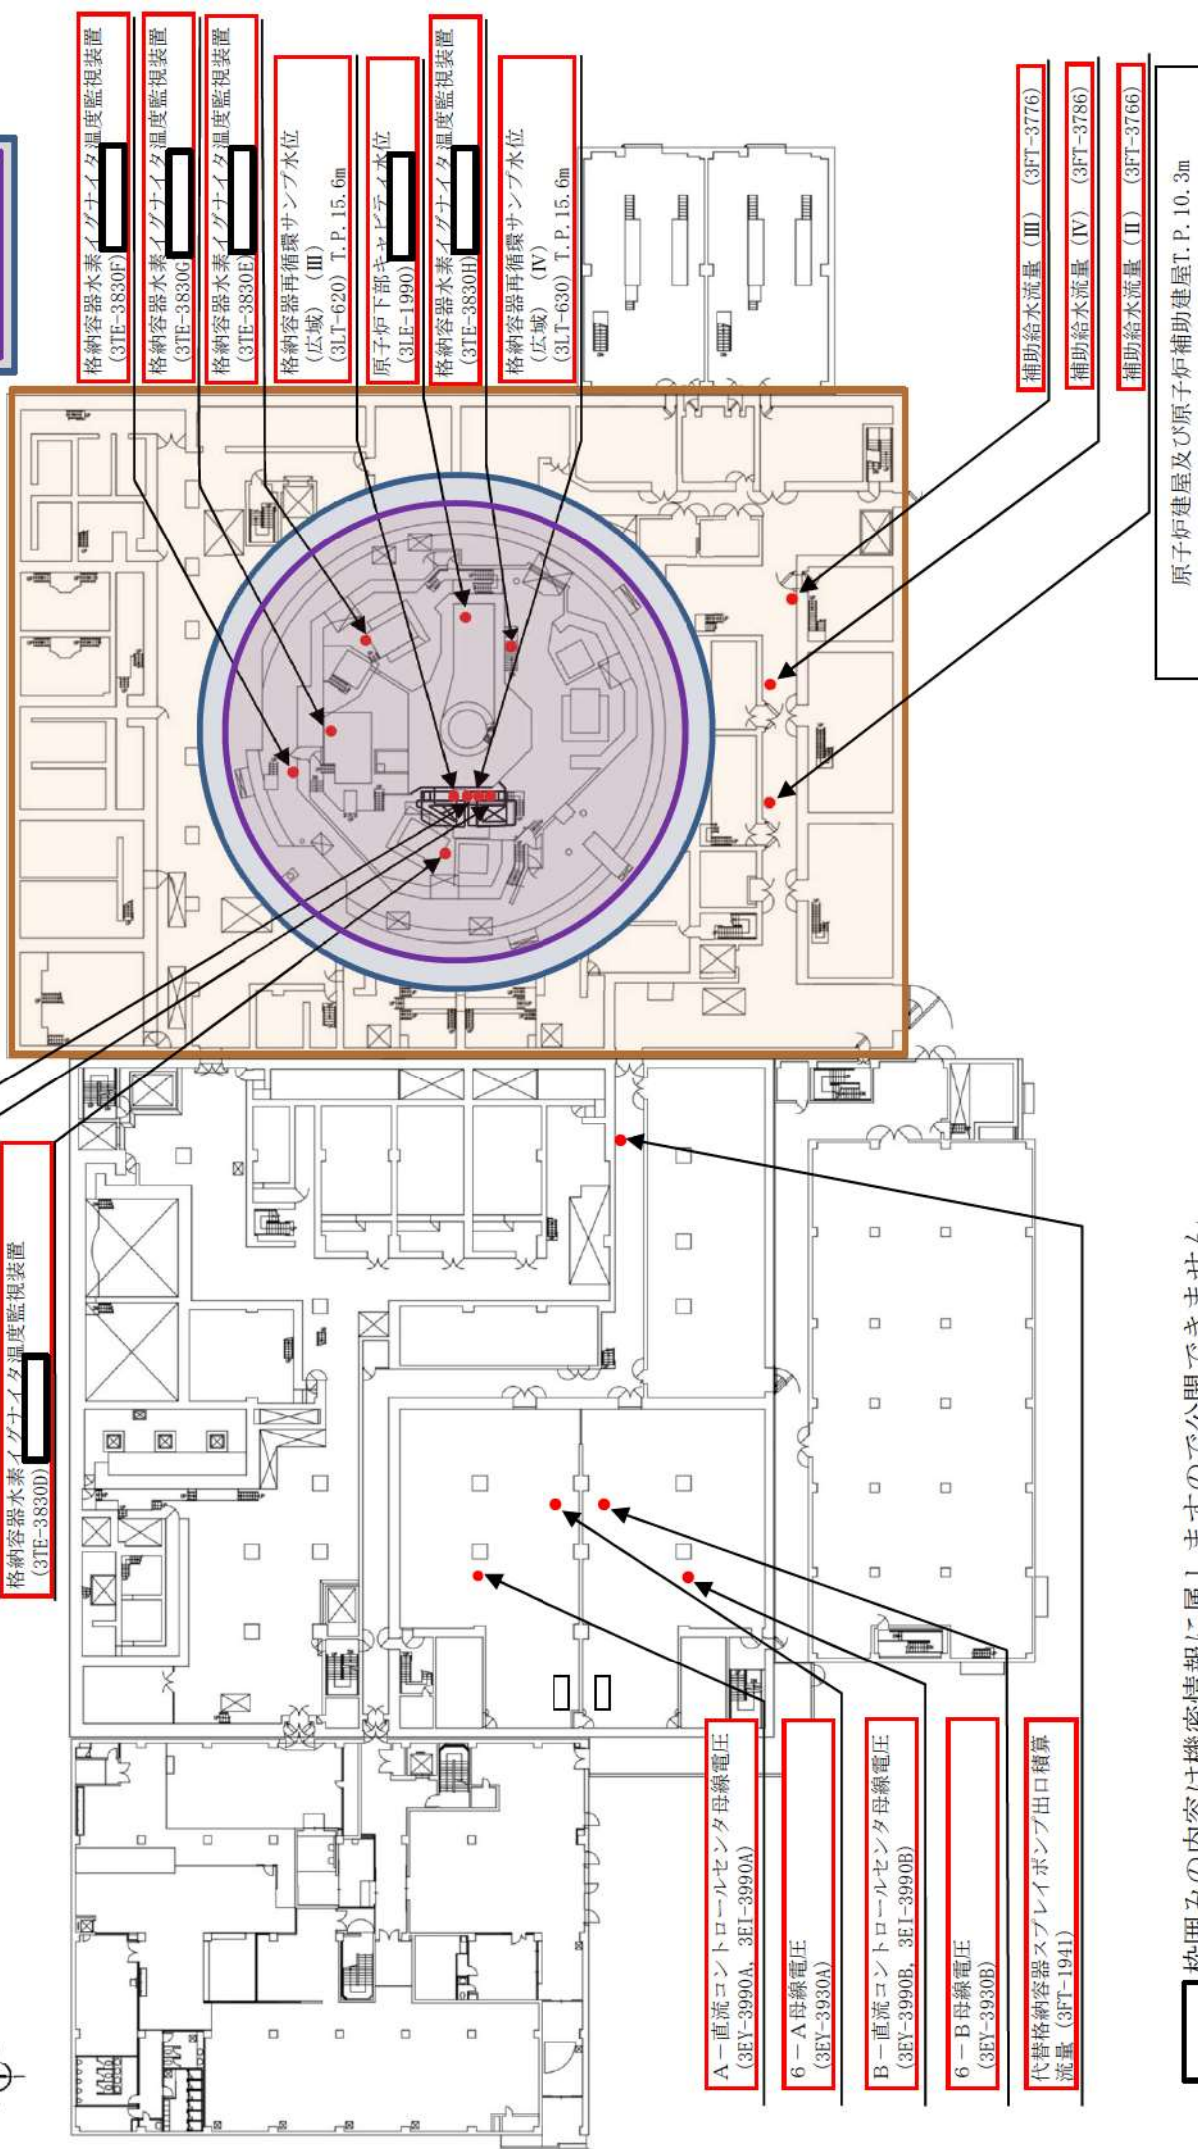 格納容器水素イグナイタ温度監視装置
(3TE-3830D)
格納容器水素イグナイタ温度監視装置
(3TE-3830F)
格納容器水素イグナイタ温度監視装置
(3TE-3830G)
格納容器水素イグナイタ温度監視装置
(3TE-3830E)
格納容器再循環サンプ水位
(広域) (Ⅲ)
(3LT-620) T.P.15.6m
原子炉下部キャビティ水位
(3LE-1990)
格納容器水素イグナイタ温度監視装置
(3TE-3830H)
格納容器再循環サンプ水位
(広域) (Ⅳ)
(3LT-630) T.P.15.6m
補助給水流量 (Ⅲ) (3FT-3776)
補助給水流量 (Ⅳ) (3FT-3786)
補助給水流量 (Ⅱ) (3FT-3766)
A-直流コントロールセンタ母線電圧
(3EY-3990A, 3EI-3990A)
6-A母線電圧
(3EY-3930A)
B-直流コントロールセンタ母線電圧
(3EY-3990B, 3EI-3990B)
6-B母線電圧
(3EY-3930B)
代替格納容器スプレイポンプ出口積算
流量 (3FT-1941)
原子炉建屋及び原子炉補助建屋T.P.10.3m
枠囲みの内容は機密情報に属しますので公開できません。